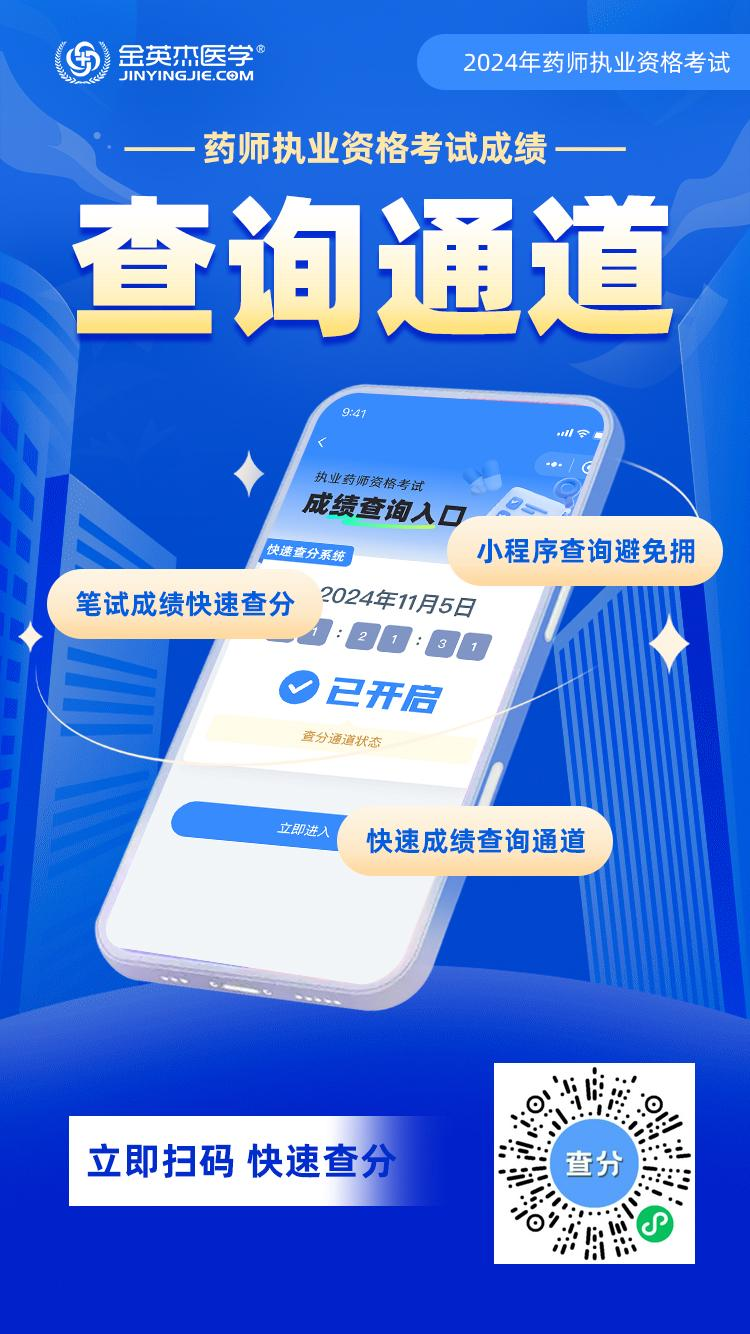 金英杰医学®
JINYINGJIE.COM
2024年药师执业资格考试
药师执业资格考试成绩
查询通道
9:41
执业药师资格考试
成绩查询入口
快速查分系统
小程序查询避免拥
笔试成绩快速查分
2024年11月5日
1 : 2 1 : 3 1
已开启
查分通道状态
立即进入
快速成绩查询通道
立即扫码 快速查分
查分